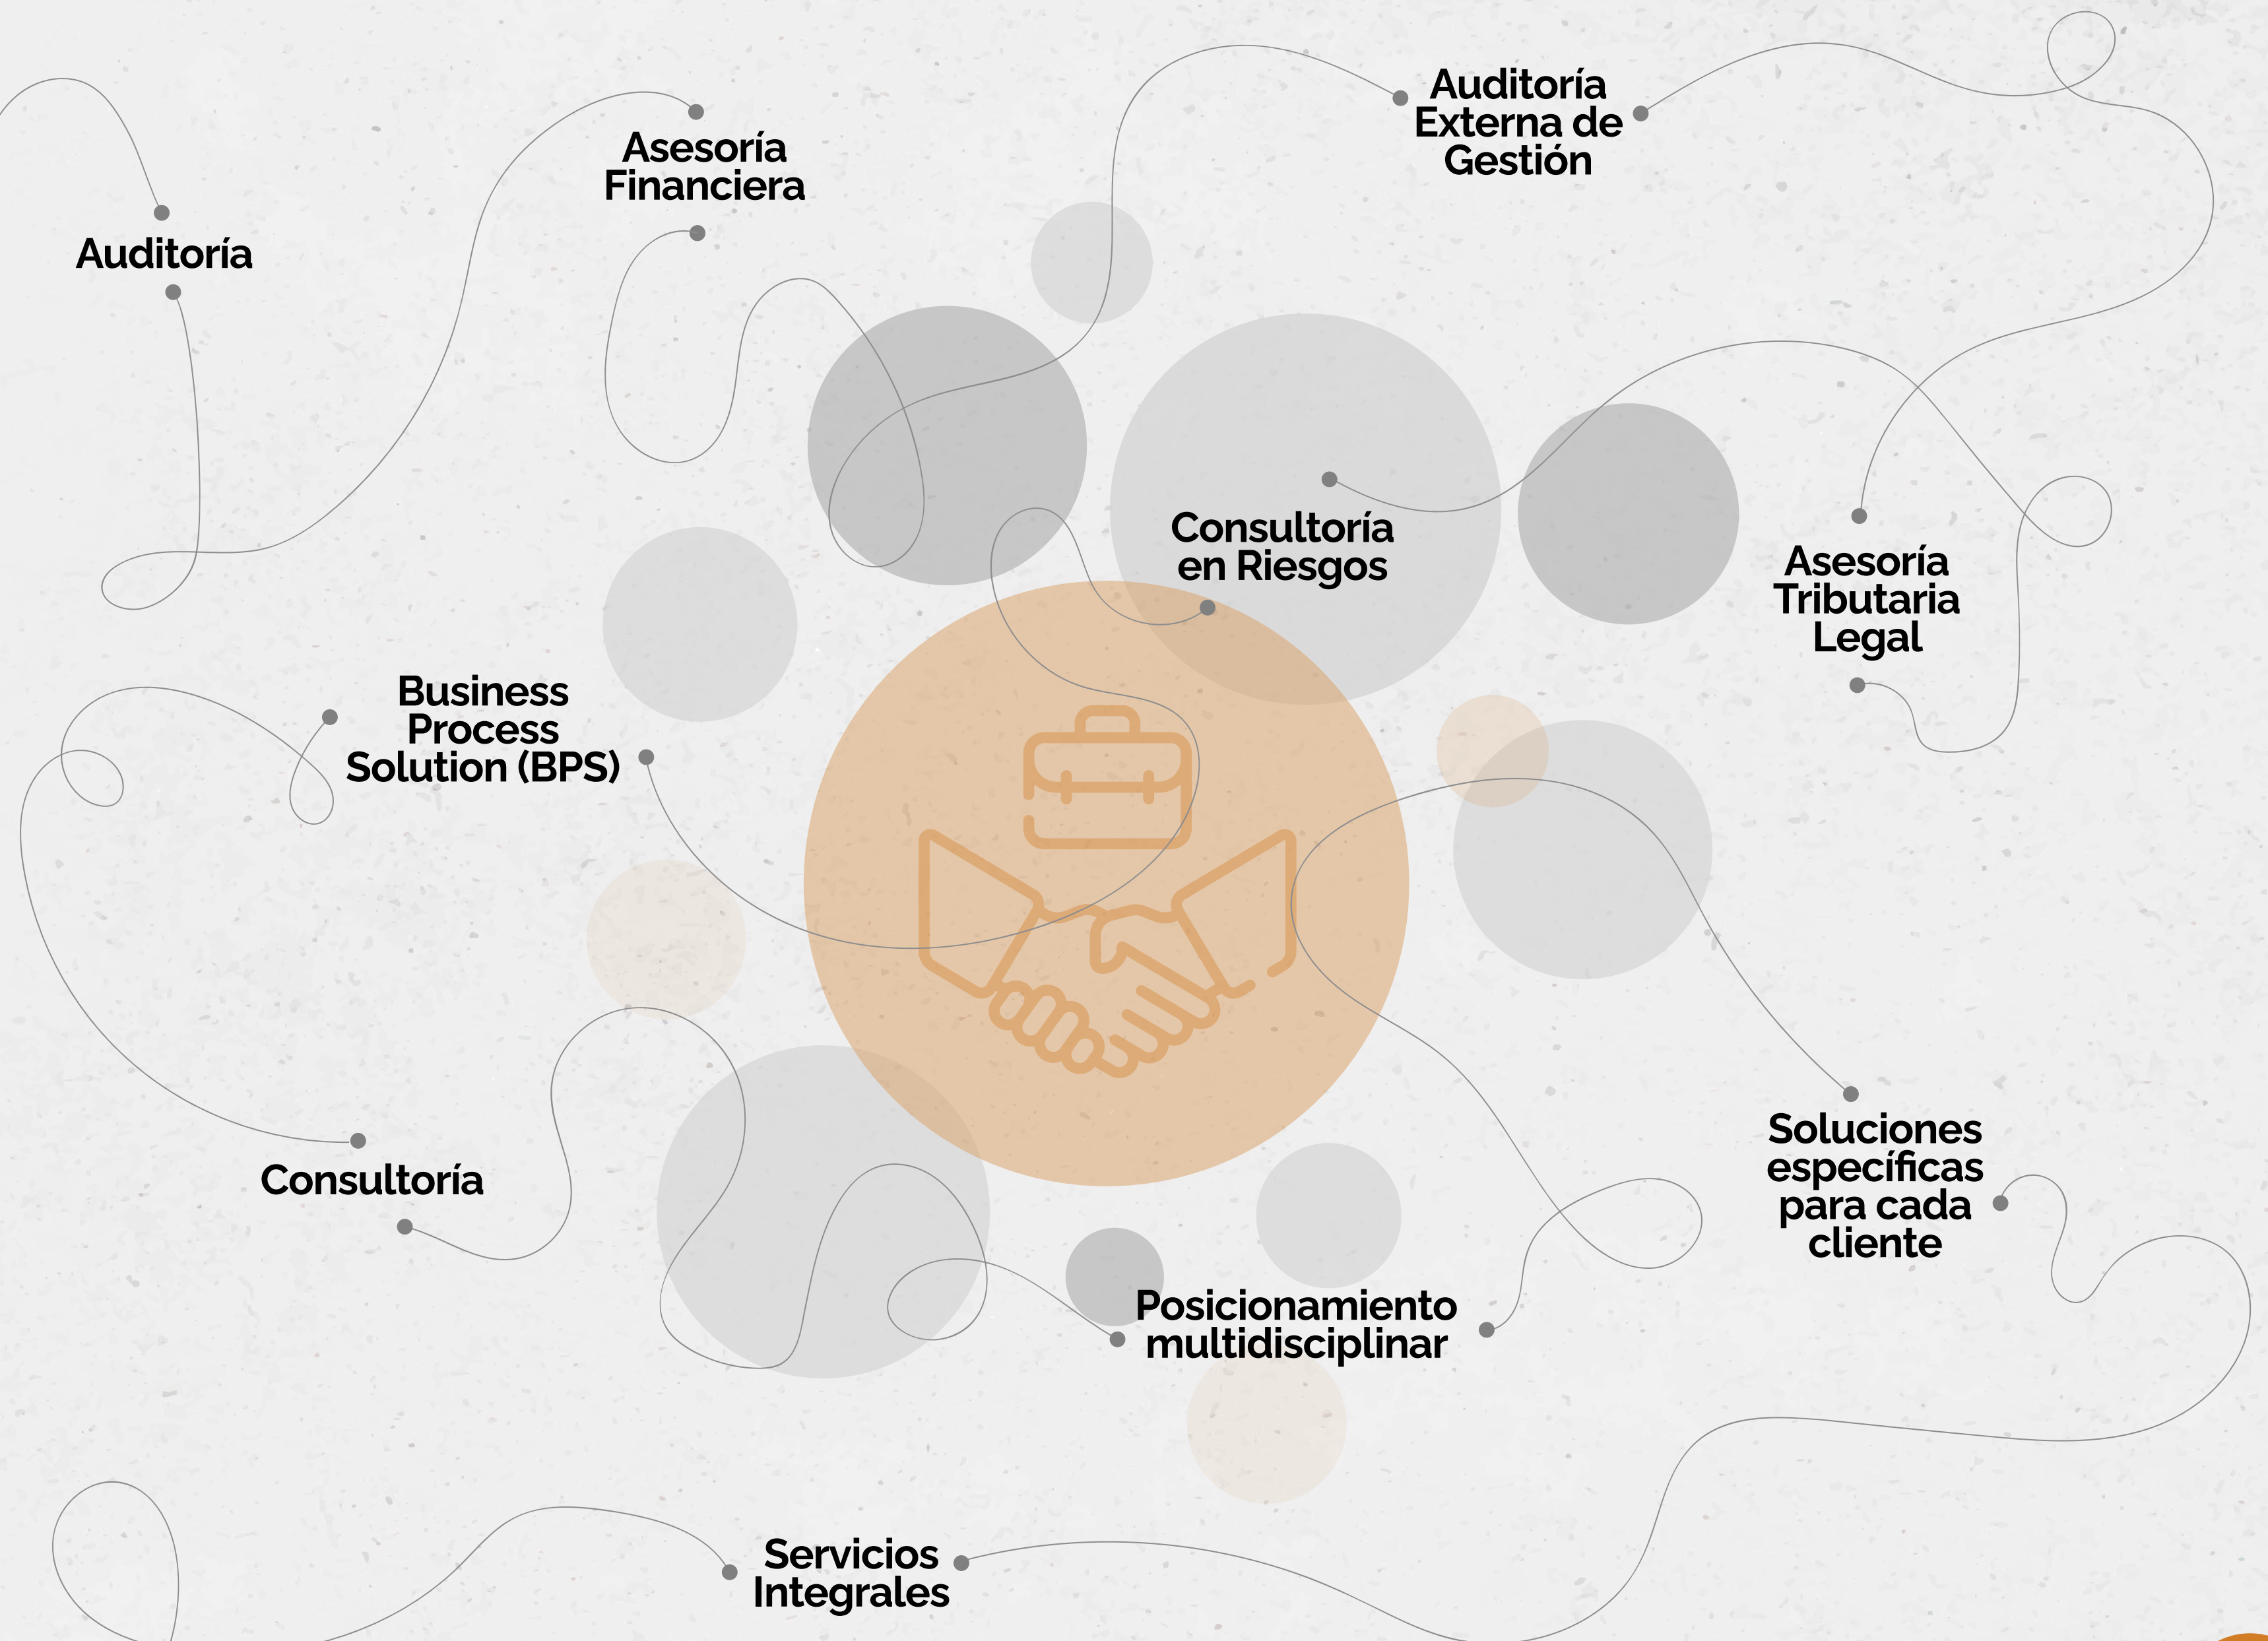 Auditoría
Asesoría
Financiera
Auditoría
Externa de
Gestión
Consultoría
en Riesgos
Asesoría
Tributaria
Legal
Business
Process
Solution (BPS)
Consultoría
Posicionamiento
multidisciplinar
Soluciones
específicas
para cada
cliente
Servicios
Integrales